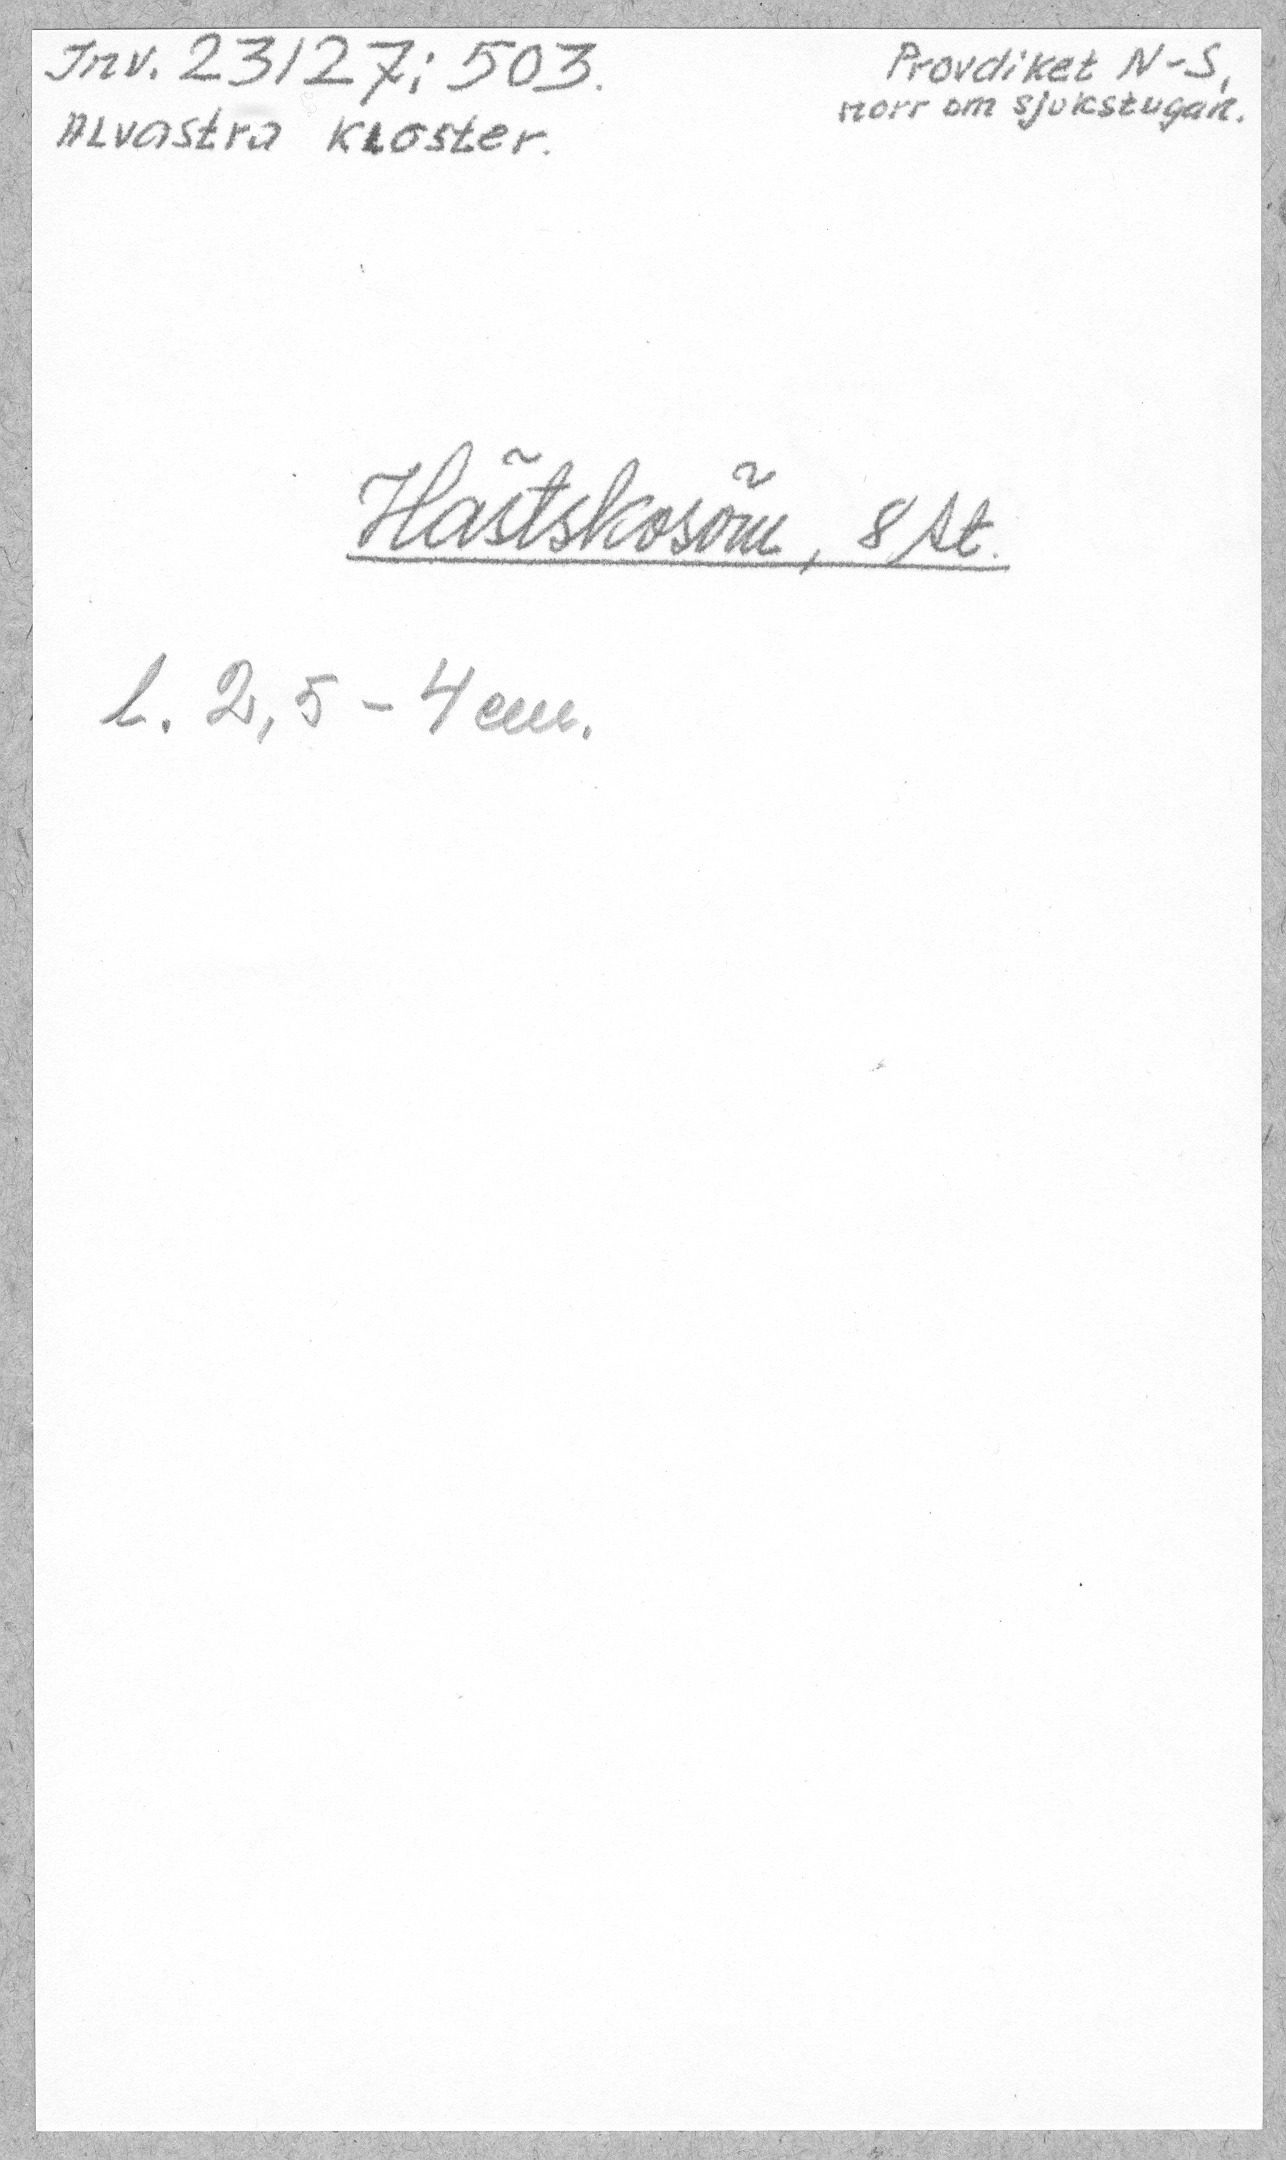 Inv. 23127; 503.
Alvastra kloster.
Provdiket N-S,
norr om sjukstugan.
Hästskosöm, 8 st.
l. 2,5 - 4 cm.